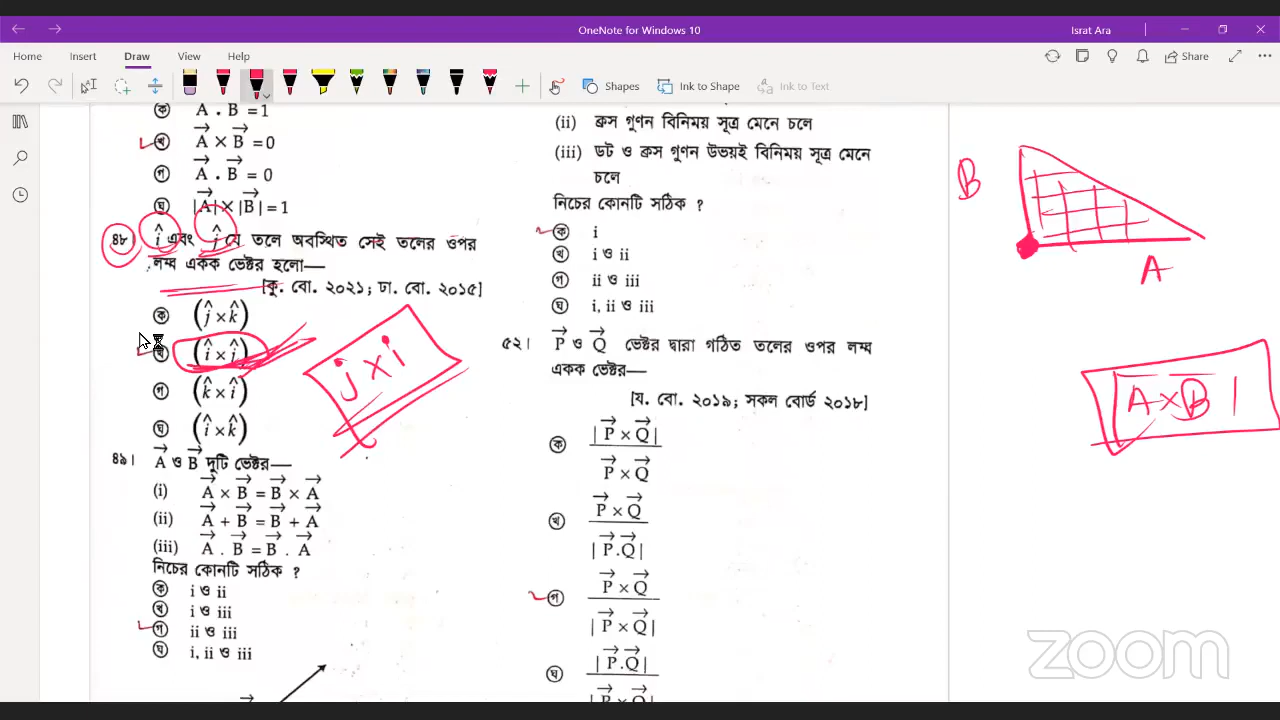 OneNote for Windows 10
Israt Ara
Home Insert Draw View Help
Share
Shapes
Ink to Shape
Ink to Text
ক A . B = 1
খ A⃗ × B⃗ = 0
গ A⃗ . B⃗ = 0
ঘ |A⃗| × |B⃗| = 1
৪৮। î এবং ĵ যে তলে অবস্থিত সেই তলের ওপর
লম্ব একক ভেক্টর হলো—
[কু. বো. ২০২১; ঢা. বো. ২০১৫]
ক (ĵ × k̂)
খ (î × ĵ)
গ (k̂ × î)
ঘ (î × k̂)
j × i
৪৯। A⃗ ও B⃗ দুটি ভেক্টর—
(i) A⃗ × B⃗ = B⃗ × A⃗
(ii) A⃗ + B⃗ = B⃗ + A⃗
(iii) A⃗ . B⃗ = B⃗ . A⃗
নিচের কোনটি সঠিক ?
ক i ও ii
খ i ও iii
গ ii ও iii
ঘ i, ii ও iii
(ii) ক্রস গুণন বিনিময় সূত্র মেনে চলে
(iii) ডট ও ক্রস গুণন উভয়ই বিনিময় সূত্র মেনে
চলে
নিচের কোনটি সঠিক ?
ক i
খ i ও ii
গ ii ও iii
ঘ i, ii ও iii
৫২। P⃗ ও Q⃗ ভেক্টর দ্বারা গঠিত তলের ওপর লম্ব
একক ভেক্টর—
[য. বো. ২০১৯; সকল বোর্ড ২০১৮]
ক |P⃗ × Q⃗|
P⃗ × Q⃗
খ P⃗ × Q⃗
|P⃗.Q⃗|
গ P⃗ × Q⃗
|P⃗ × Q⃗|
ঘ |P⃗.Q⃗|
B
A
A × B |
zoom